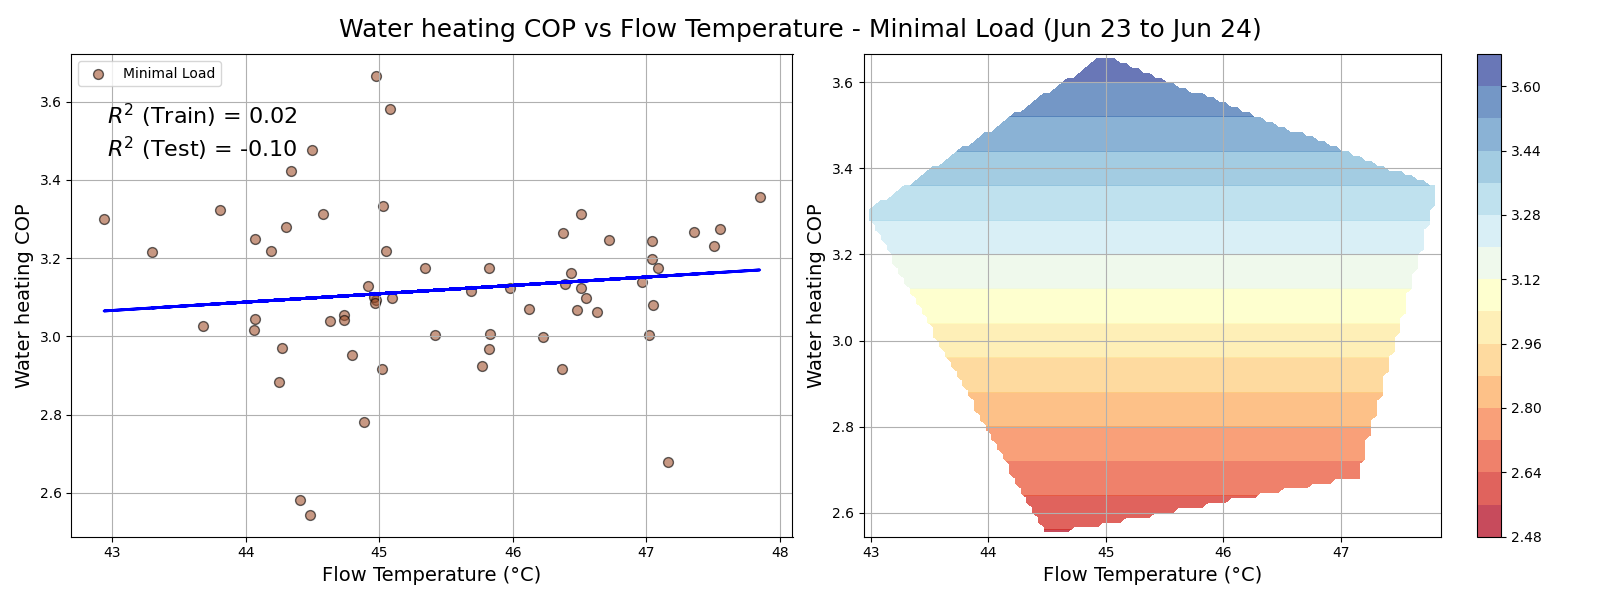 Water heating COP vs Flow Temperature - Minimal Load (Jun 23 to Jun 24)
Minimal Load
R² (Train) = 0.02
R² (Test) = -0.10
Water heating COP
3.6
3.4
3.2
3.0
2.8
2.6
43 44 45 46 47 48
Flow Temperature (°C)
Water heating COP
3.6
3.4
3.2
3.0
2.8
2.6
43 44 45 46 47
Flow Temperature (°C)
3.60
3.44
3.28
3.12
2.96
2.80
2.64
2.48